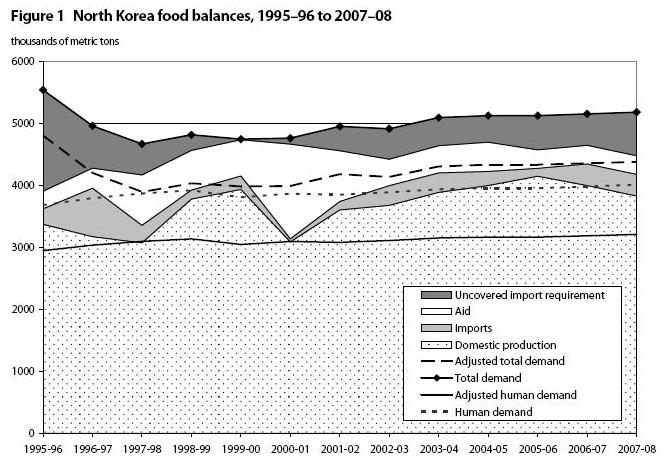 Figure 1 North Korea food balances, 1995–96 to 2007–08
thousands of metric tons
6000
5000
4000
3000
2000
1000
0
Uncovered import requirement
Aid
Imports
Domestic production
Adjusted total demand
Total demand
Adjusted human demand
Human demand
1995-96 1996-97 1997-98 1998-99 1999-00 2000-01 2001-02 2002-03 2003-04 2004-05 2005-06 2006-07 2007-08